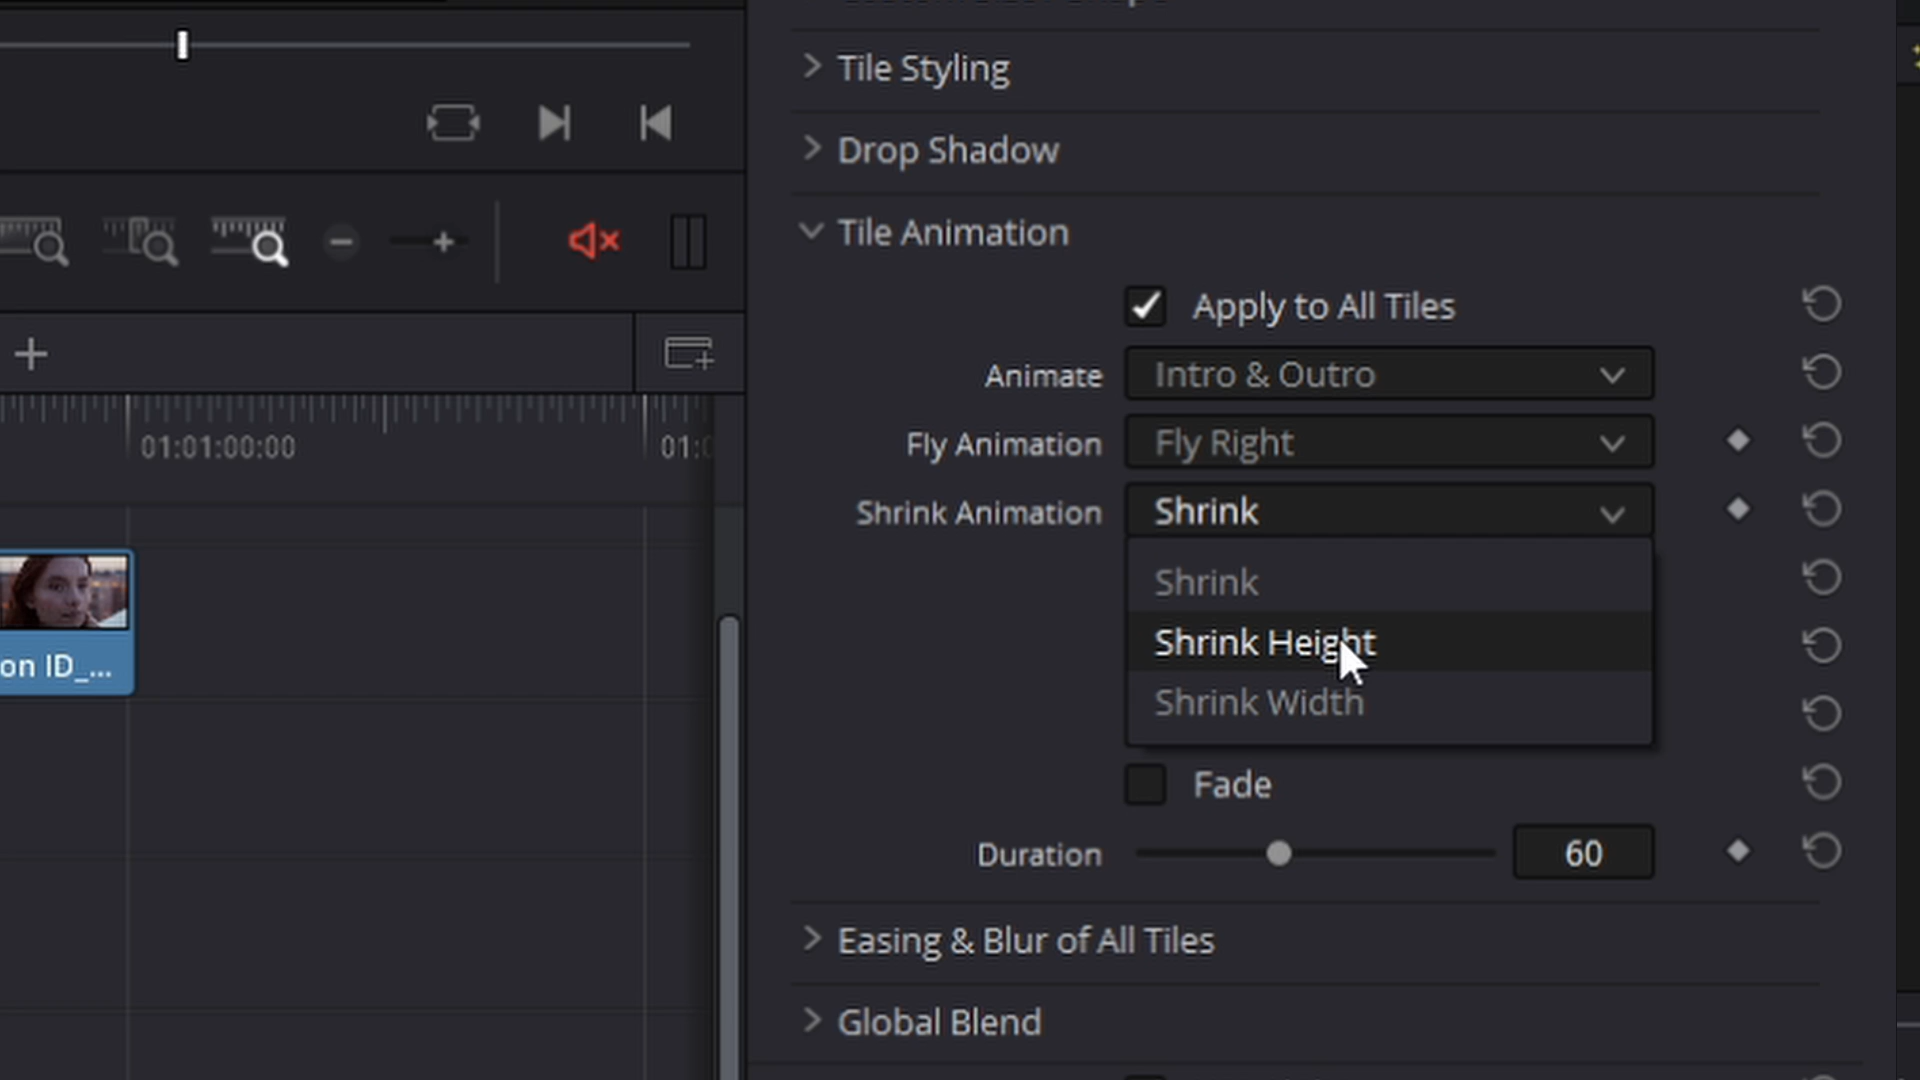 Tile Styling
Drop Shadow
Tile Animation
Apply to All Tiles
Animate Intro & Outro
01:01:00:00
Fly Animation Fly Right
Shrink Animation Shrink
Shrink
Shrink Height
on ID_...
Shrink Width
Fade
Duration 60
Easing & Blur of All Tiles
Global Blend